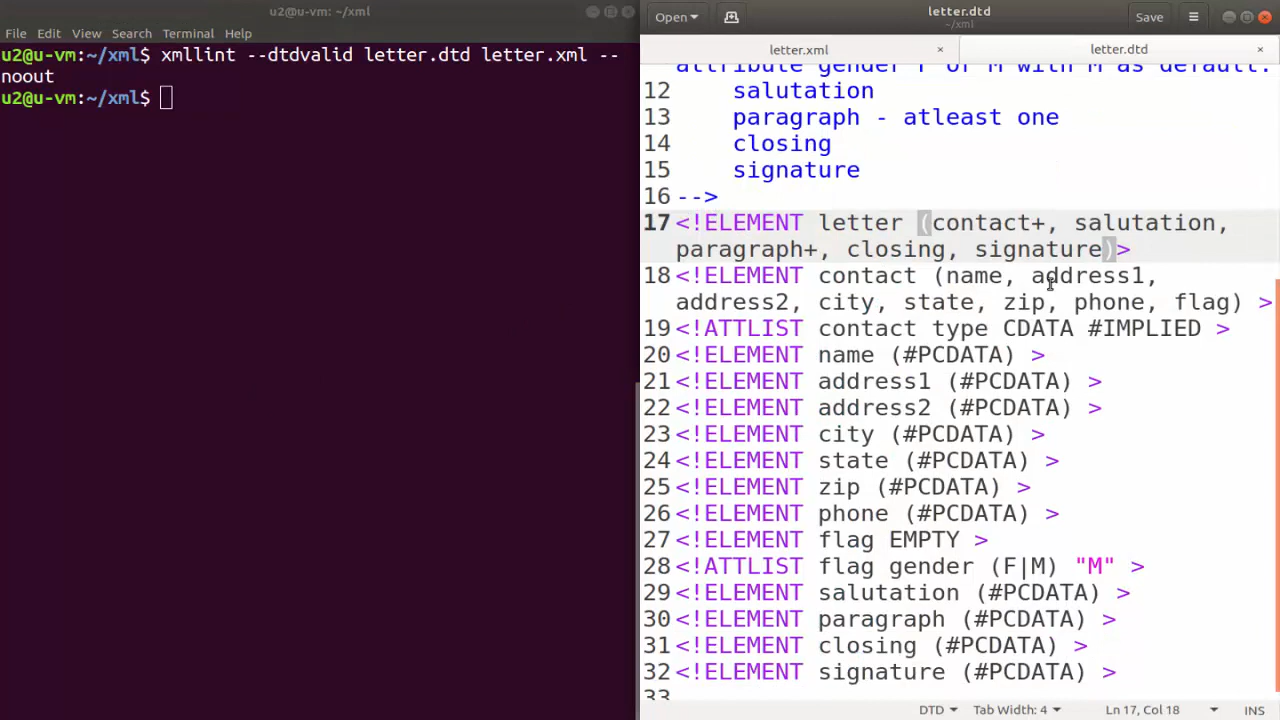 u2@u-vm: ~/xml
File Edit View Search Terminal Help
u2@u-vm:~/xml$ xmllint --dtdvalid letter.dtd letter.xml --
noout
u2@u-vm:~/xml$
Open
letter.dtd
~/xml
Save
letter.xml
letter.dtd
attribute gender F or M with M as default.
12 salutation
13 paragraph - atleast one
14 closing
15 signature
16 -->
17 <!ELEMENT letter (contact+, salutation,
paragraph+, closing, signature)>
18 <!ELEMENT contact (name, address1,
address2, city, state, zip, phone, flag) >
19 <!ATTLIST contact type CDATA #IMPLIED >
20 <!ELEMENT name (#PCDATA) >
21 <!ELEMENT address1 (#PCDATA) >
22 <!ELEMENT address2 (#PCDATA) >
23 <!ELEMENT city (#PCDATA) >
24 <!ELEMENT state (#PCDATA) >
25 <!ELEMENT zip (#PCDATA) >
26 <!ELEMENT phone (#PCDATA) >
27 <!ELEMENT flag EMPTY >
28 <!ATTLIST flag gender (F|M) "M" >
29 <!ELEMENT salutation (#PCDATA) >
30 <!ELEMENT paragraph (#PCDATA) >
31 <!ELEMENT closing (#PCDATA) >
32 <!ELEMENT signature (#PCDATA) >
33
DTD Tab Width: 4 Ln 17, Col 18 INS